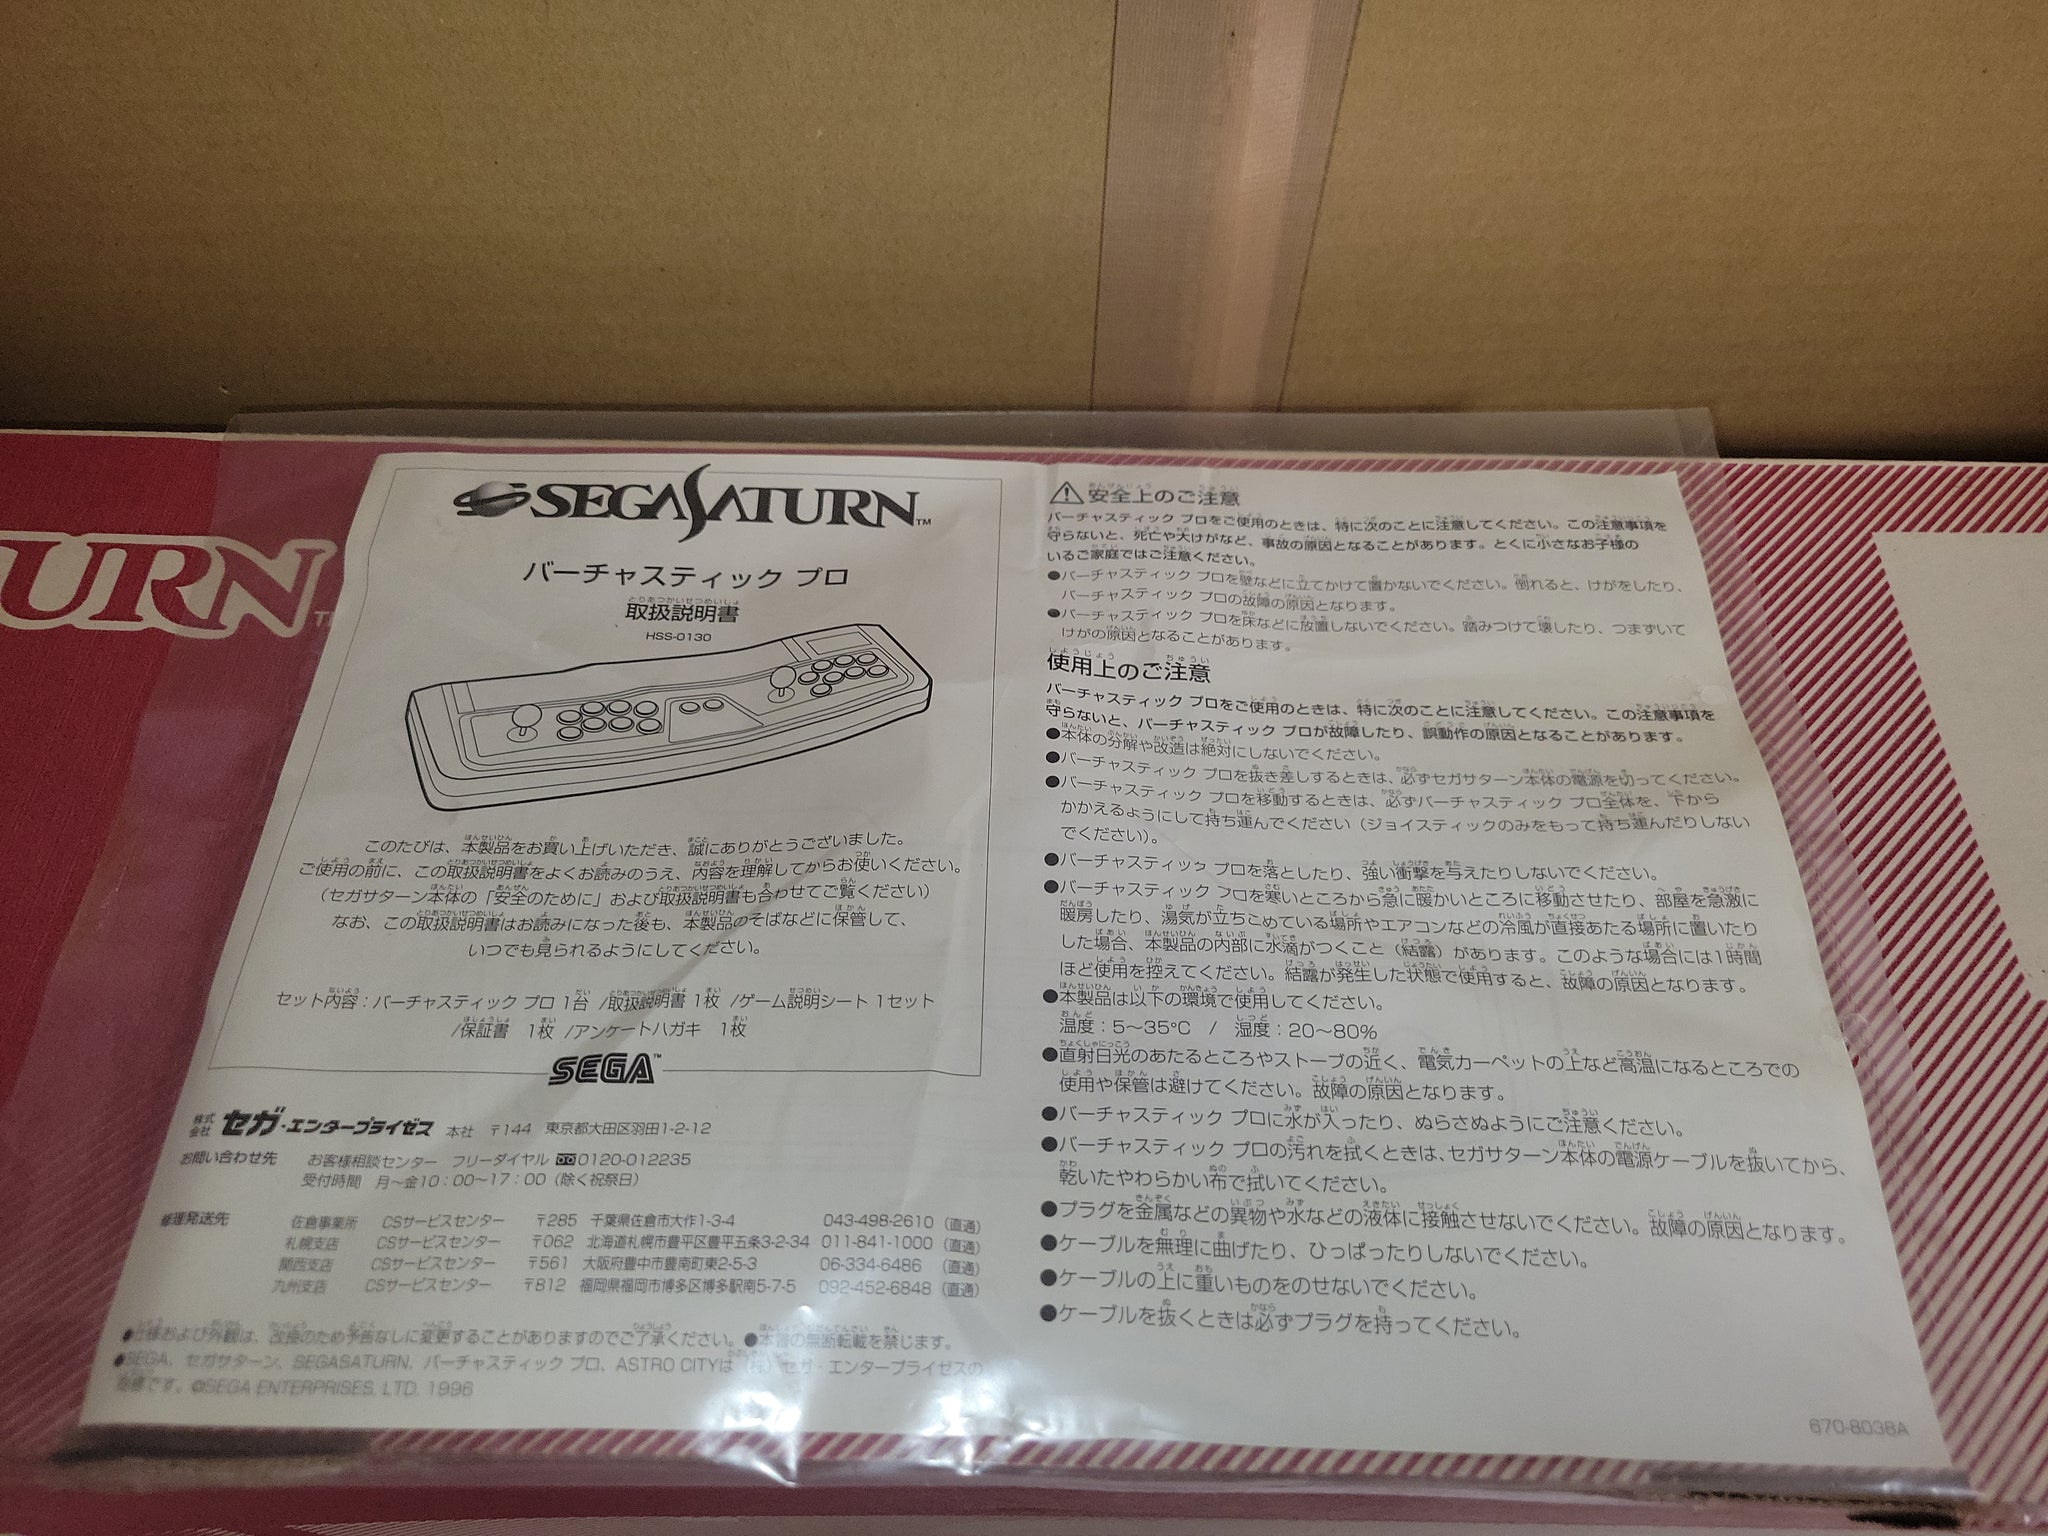 URN
SEGASATURN™
バーチャスティック プロ
取扱説明書
HSS-0130
このたびは、本製品をお買い上げいただき、誠にありがとうございました。
ご使用の前に、この取扱説明書をよくお読みのうえ、内容を理解してからお使いください。
（セガサターン本体の「安全のために」および取扱説明書も合わせてご覧ください）
なお、この取扱説明書はお読みになった後も、本製品のそばなどに保管して、
いつでも見られるようにしてください。
セット内容：バーチャスティック プロ 1台 /取扱説明書 1枚 /ゲーム説明シート 1セット
/保証書 1枚 /アンケートハガキ 1枚
SEGA™
株式会社 セガ・エンタープライゼス 本社 〒144 東京都大田区羽田1-2-12
お問い合わせ先 お客様相談センター フリーダイヤル 0120-012235
受付時間 月～金10：00～17：00（除く祝祭日）
修理発送先 佐倉事業所 CSサービスセンター 〒285 千葉県佐倉市大作1-3-4 043-498-2610（直通）
札幌支店 CSサービスセンター 〒062 北海道札幌市豊平区豊平五条3-2-34 011-841-1000（直通）
関西支店 CSサービスセンター 〒561 大阪府豊中市豊南町東2-5-3 06-334-6486（直通）
九州支店 CSサービスセンター 〒812 福岡県福岡市博多区博多駅南5-7-5 092-452-6848（直通）
●仕様および外観は、改良のため予告なしに変更することがありますのでご了承ください。●本書の無断転載を禁じます。
●SEGA、セガサターン、SEGASATURN、バーチャスティック プロ、ASTRO CITYは（株）セガ・エンタープライゼスの
商標です。©SEGA ENTERPRISES, LTD. 1996
⚠安全上のご注意
バーチャスティック プロをご使用のときは、特に次のことに注意してください。この注意事項を
守らないと、死亡や大けがなど、事故の原因となることがあります。とくに小さなお子様の
いるご家庭ではご注意ください。
●バーチャスティック プロを壁などに立てかけて置かないでください。倒れると、けがをしたり、
バーチャスティック プロの故障の原因となります。
●バーチャスティック プロを床などに放置しないでください。踏みつけて壊したり、つまずいて
けがの原因となることがあります。
使用上のご注意
バーチャスティック プロをご使用のときは、特に次のことに注意してください。この注意事項を
守らないと、バーチャスティック プロが故障したり、誤動作の原因となることがあります。
●本体の分解や改造は絶対にしないでください。
●バーチャスティック プロを抜き差しするときは、必ずセガサターン本体の電源を切ってください。
●バーチャスティック プロを移動するときは、必ずバーチャスティック プロ全体を、下から
かかえるようにして持ち運んでください（ジョイスティックのみをもって持ち運んだりしない
でください）。
●バーチャスティック プロを落としたり、強い衝撃を与えたりしないでください。
●バーチャスティック プロを寒いところから急に暖かいところに移動させたり、部屋を急激に
暖房したり、湯気が立ちこめている場所やエアコンなどの冷風が直接あたる場所に置いたり
した場合、本製品の内部に水滴がつくこと（結露）があります。このような場合には1時間
ほど使用を控えてください。結露が発生した状態で使用すると、故障の原因となります。
●本製品は以下の環境で使用してください。
温度：5～35℃ / 湿度：20～80%
●直射日光のあたるところやストーブの近く、電気カーペットの上など高温になるところでの
使用や保管は避けてください。故障の原因となります。
●バーチャスティック プロに水が入ったり、ぬらさぬようにご注意ください。
●バーチャスティック プロの汚れを拭くときは、セガサターン本体の電源ケーブルを抜いてから、
乾いたやわらかい布で拭いてください。
●プラグを金属などの異物や水などの液体に接触させないでください。故障の原因となります。
●ケーブルを無理に曲げたり、ひっぱったりしないでください。
●ケーブルの上に重いものをのせないでください。
●ケーブルを抜くときは必ずプラグを持ってください。
670-8038A